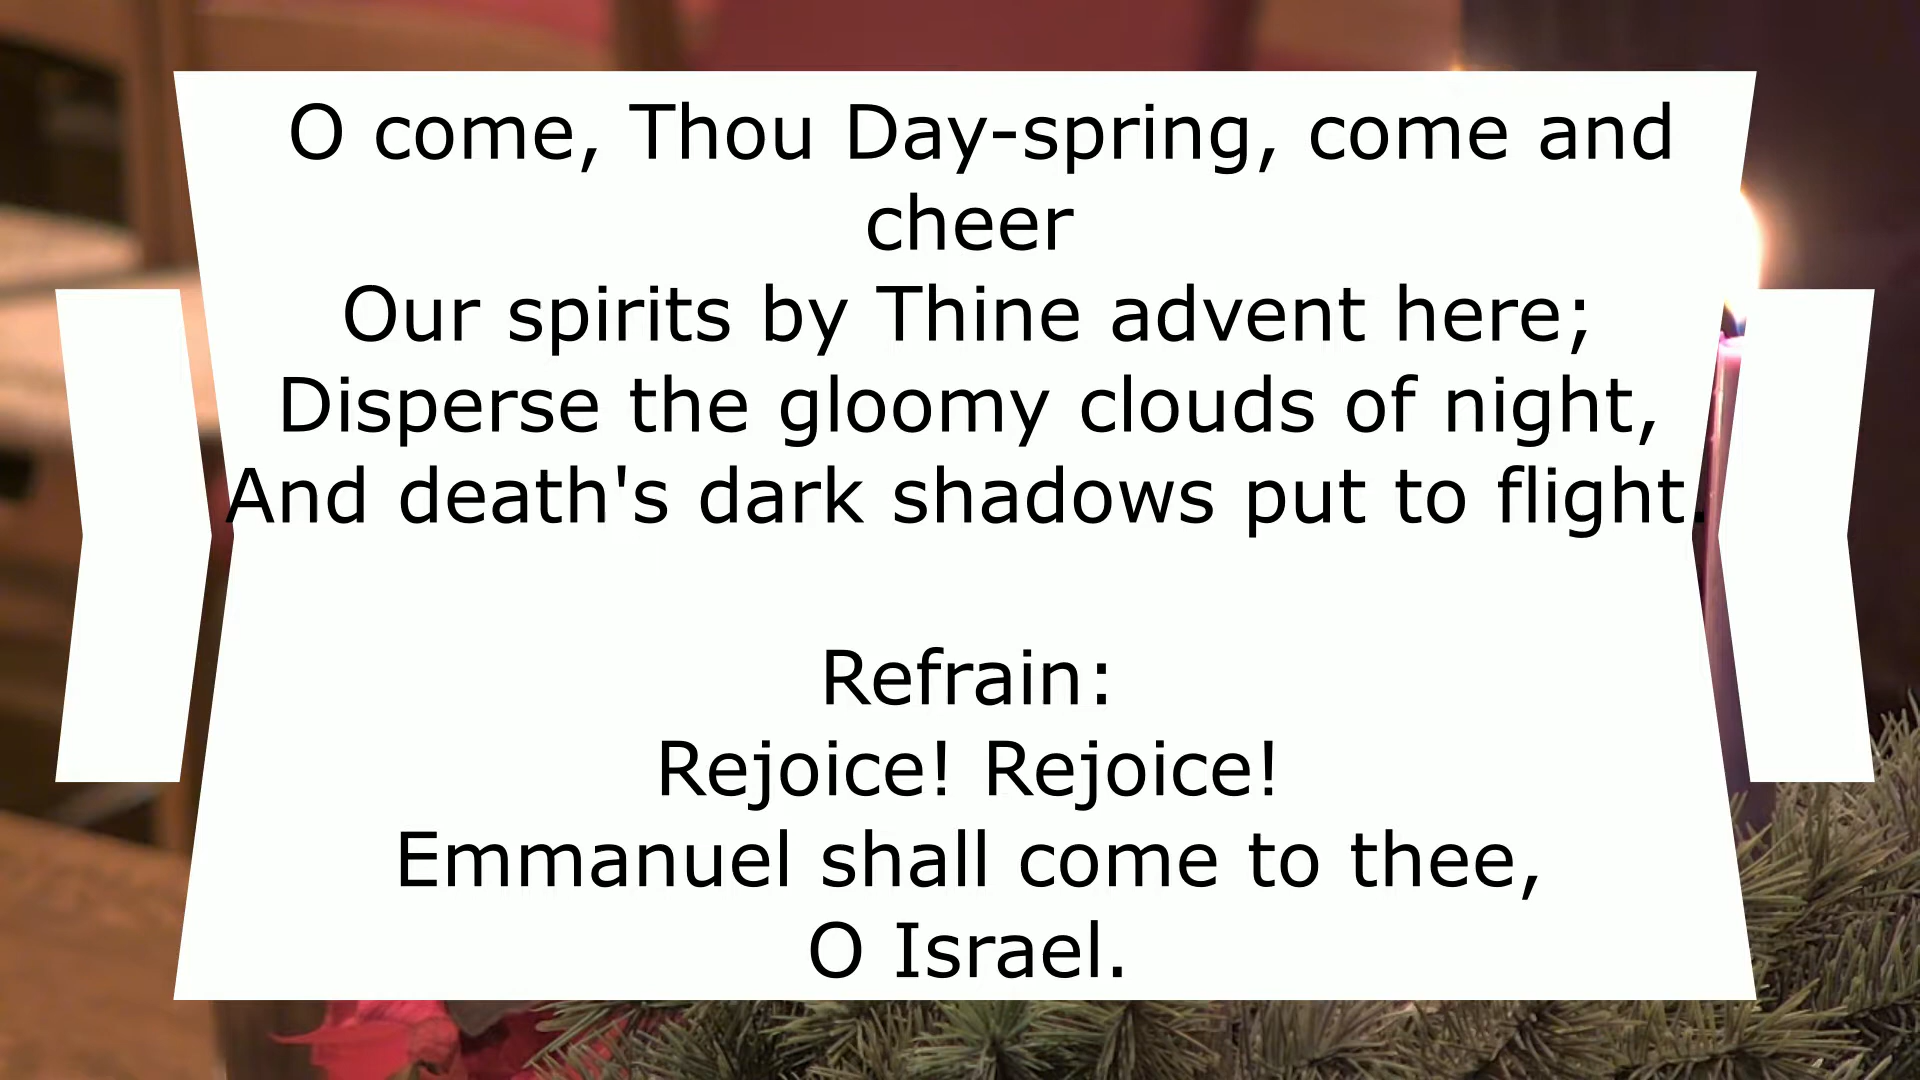 O come, Thou Day-spring, come and
cheer
Our spirits by Thine advent here;
Disperse the gloomy clouds of night,
And death's dark shadows put to flight.
Refrain:
Rejoice! Rejoice!
Emmanuel shall come to thee,
O Israel.